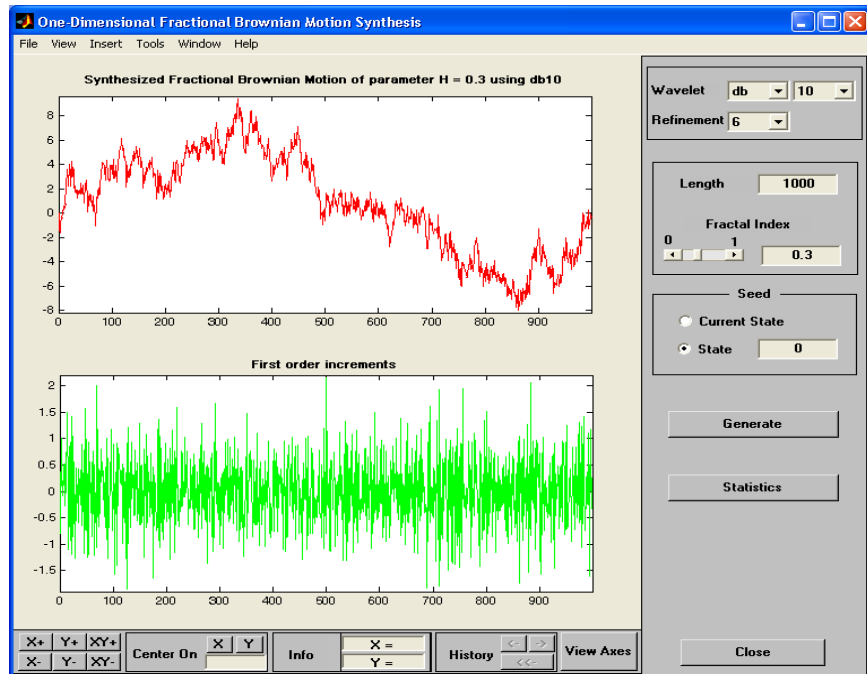 One-Dimensional Fractional Brownian Motion Synthesis
File View Insert Tools Window Help
Synthesized Fractional Brownian Motion of parameter H = 0.3 using db10
8
6
4
2
0
-2
-4
-6
-8
0 100 200 300 400 500 600 700 800 900
First order increments
2
1.5
1
0.5
0
-0.5
-1
-1.5
0 100 200 300 400 500 600 700 800 900
Wavelet db 10
Refinement 6
Length 1000
Fractal Index
0 1
0.3
Seed
Current State
State 0
Generate
Statistics
Close
X+ Y+ XY+
X- Y- XY-
Center On X Y
Info X =
Y =
History <- ->
<<-
View Axes